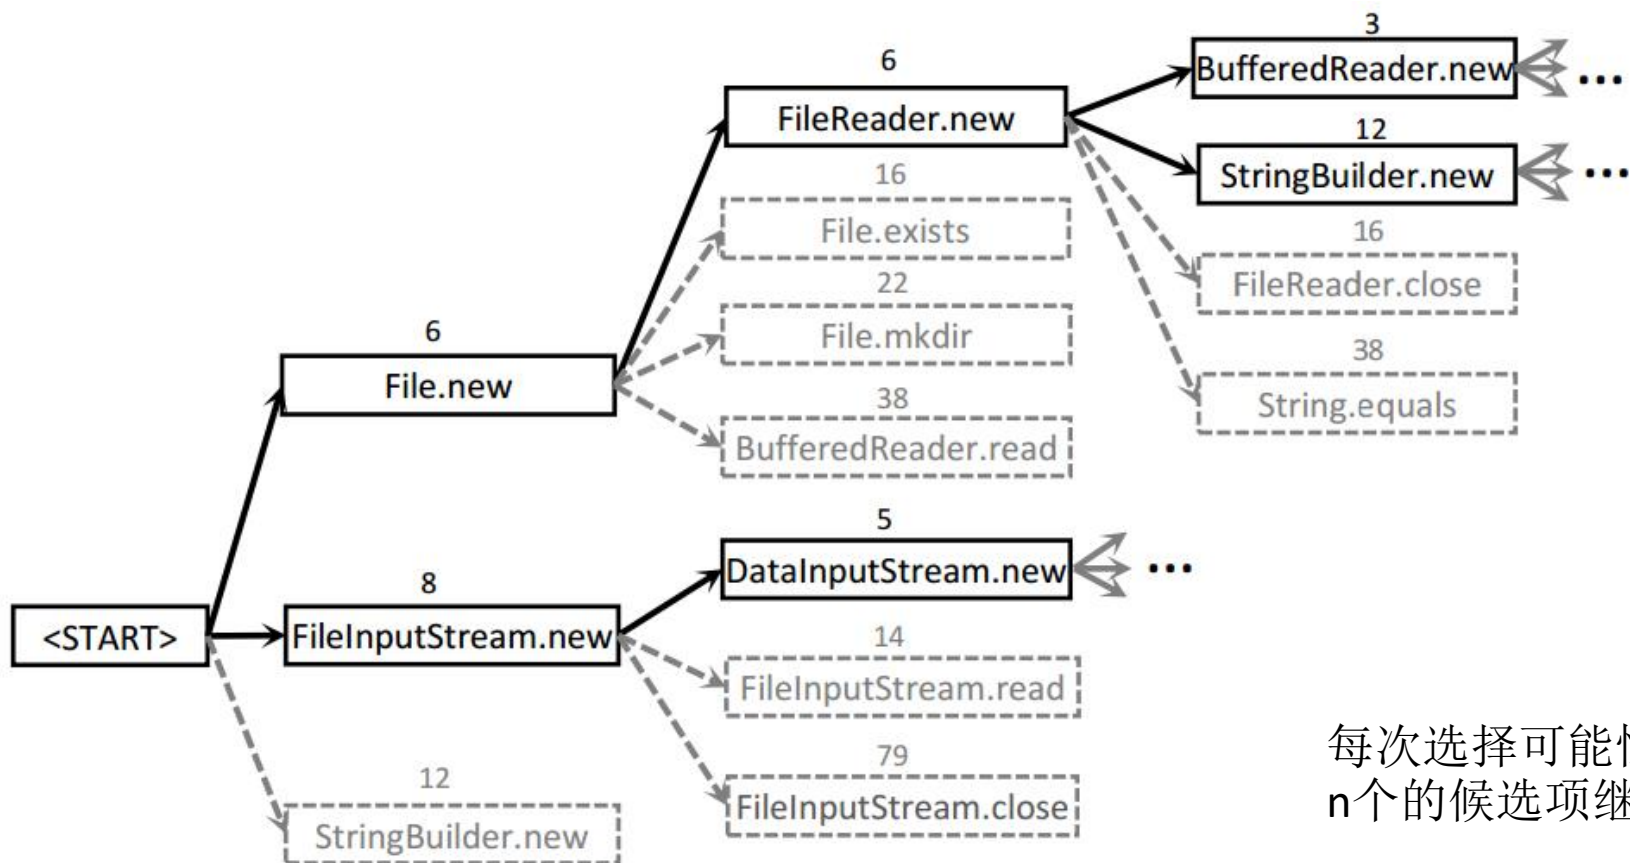 3
BufferedReader.new
...
6
FileReader.new
12
StringBuilder.new
...
16
File.exists
16
FileReader.close
22
File.mkdir
38
String.equals
6
File.new
38
BufferedReader.read
5
DataInputStream.new
...
8
<START>
FileInputStream.new
14
FileInputStream.read
79
FileInputStream.close
12
StringBuilder.new
每次选择可能
n个的候选项继